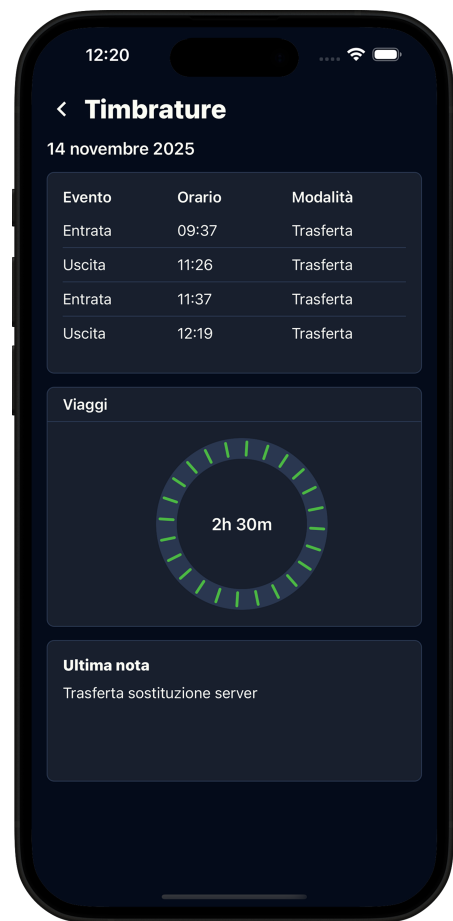 12:20
Timbrature
14 novembre 2025
Evento Orario Modalità
Entrata 09:37 Trasferta
Uscita 11:26 Trasferta
Entrata 11:37 Trasferta
Uscita 12:19 Trasferta
Viaggi
2h 30m
Ultima nota
Trasferta sostituzione server